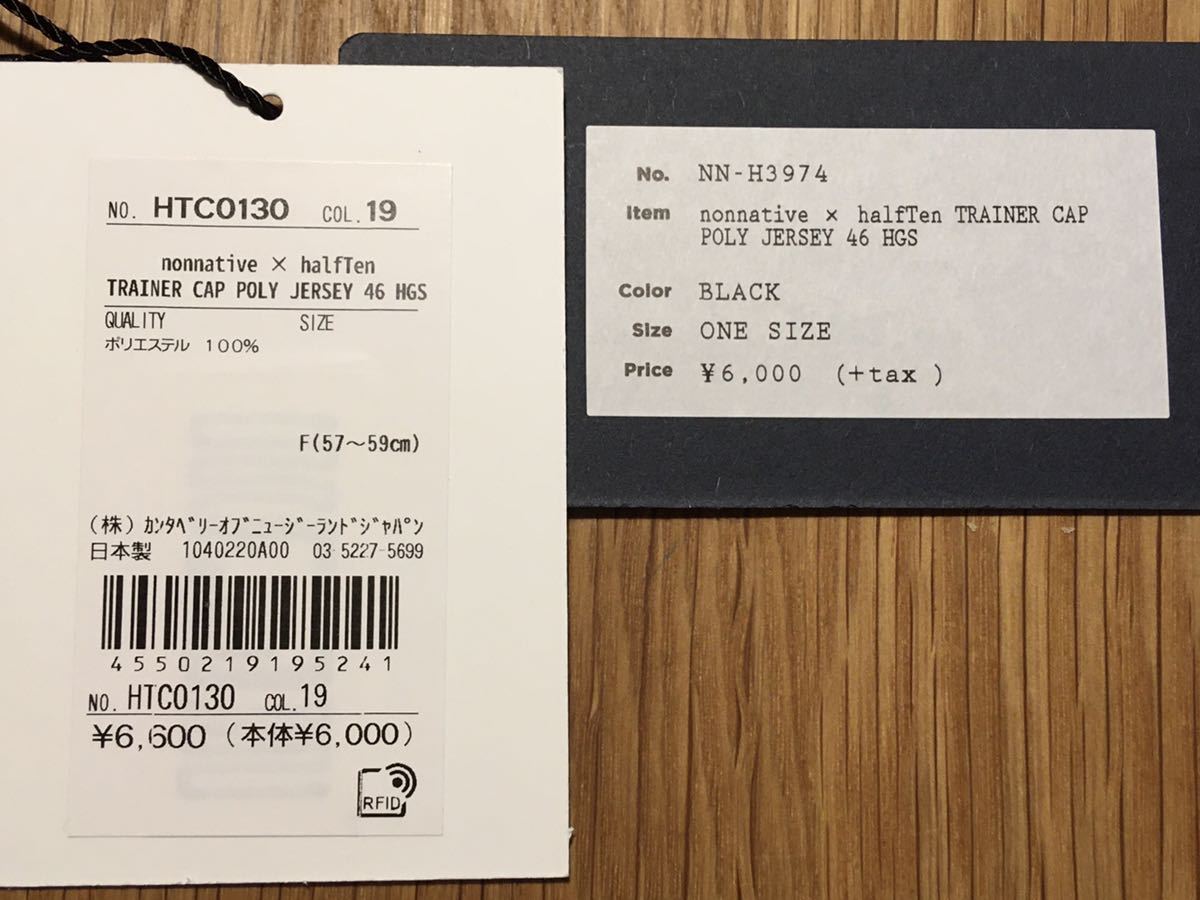 NO. HTC0130 COL. 19
nonnative × halfTen
TRAINER CAP POLY JERSEY 46 HGS
QUALITY SIZE
ポリエステル 100%
F(57～59cm)
(株) ｶﾝﾀﾍﾞﾘｰｵﾌﾞﾆｭｰｼﾞｰﾗﾝﾄﾞｼﾞｬﾊﾟﾝ
日本製 1040220A00 03-5227-5699
4550219195241
NO. HTC0130 COL. 19
¥6,600 (本体¥6,000)
RFID
No. NN-H3974
Item nonnative × halfTen TRAINER CAP
POLY JERSEY 46 HGS
Color BLACK
Size ONE SIZE
Price ¥6,000 (+tax )